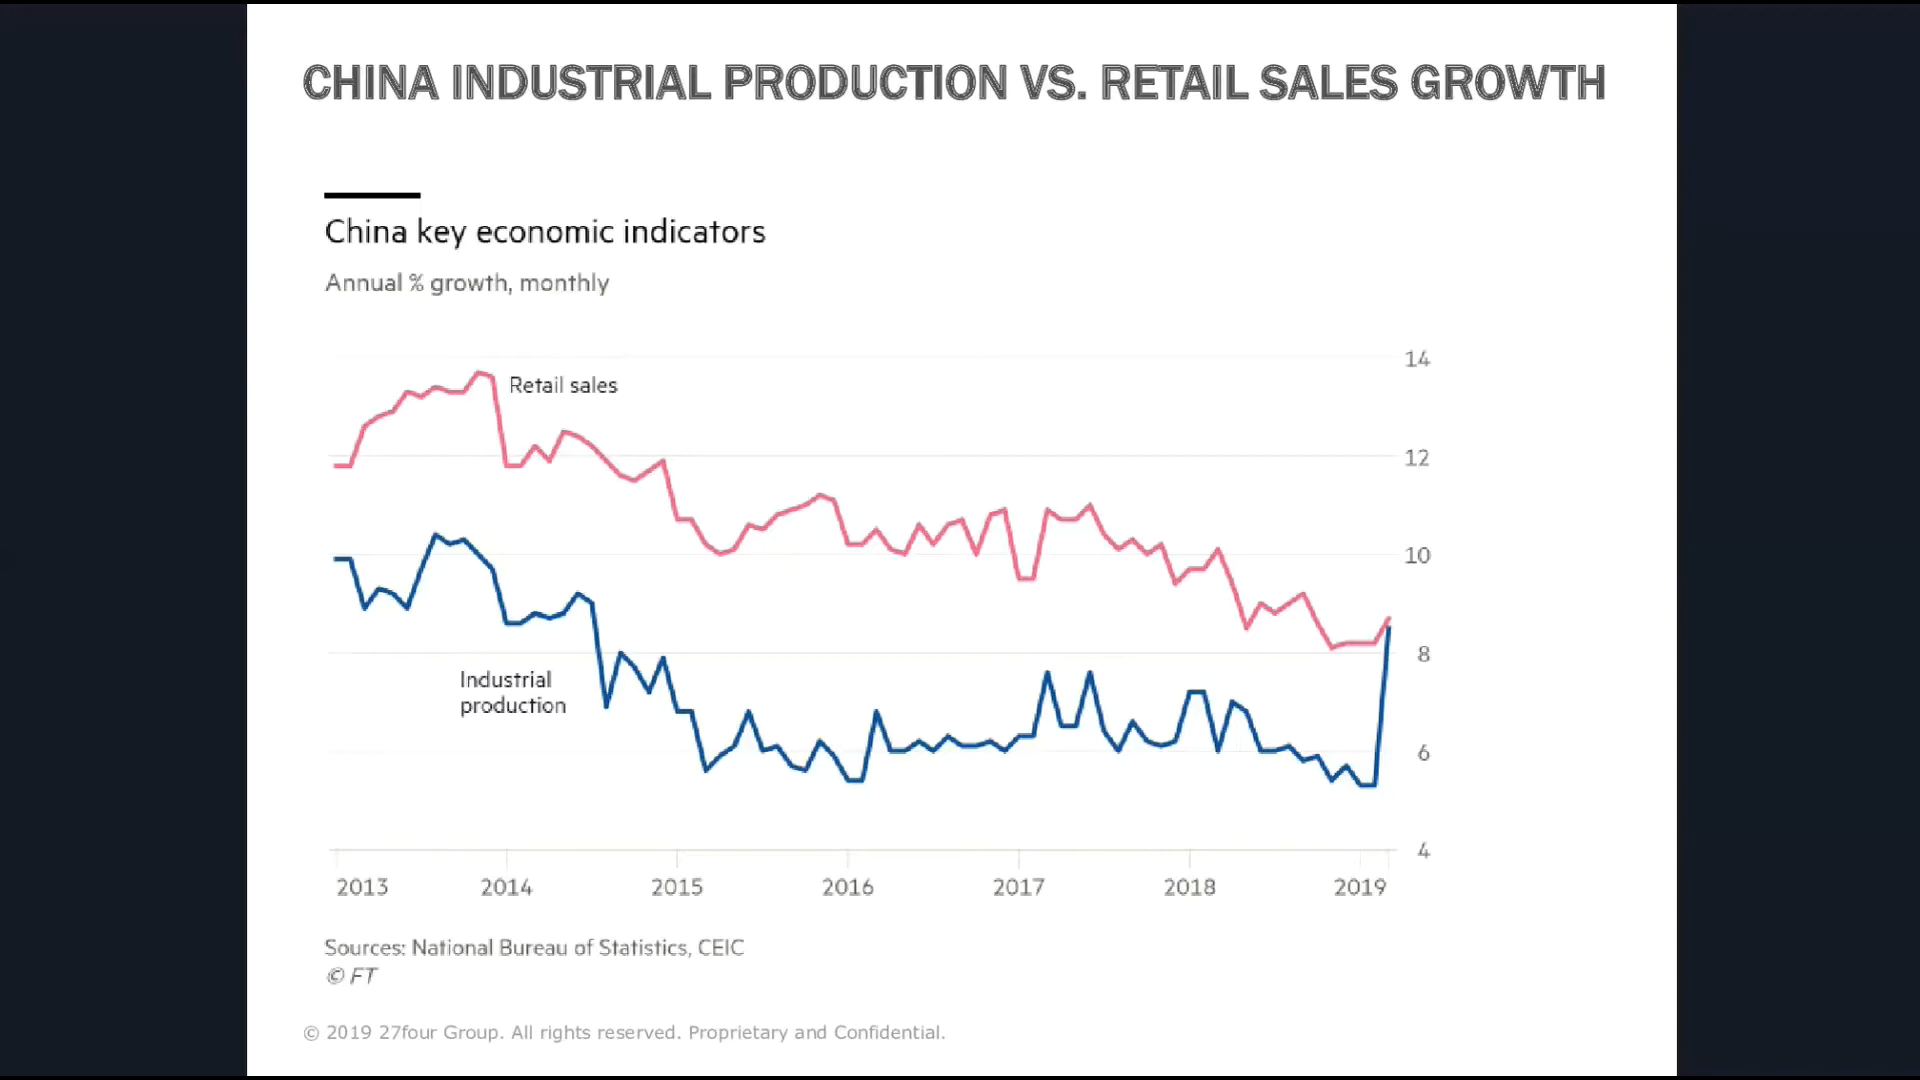 CHINA INDUSTRIAL PRODUCTION VS. RETAIL SALES GROWTH
China key economic indicators
Annual % growth, monthly
14
Retail sales
12
10
8
Industrial
production
6
4
2013 2014 2015 2016 2017 2018 2019
Sources: National Bureau of Statistics, CEIC
© FT
© 2019 27four Group. All rights reserved. Proprietary and Confidential.